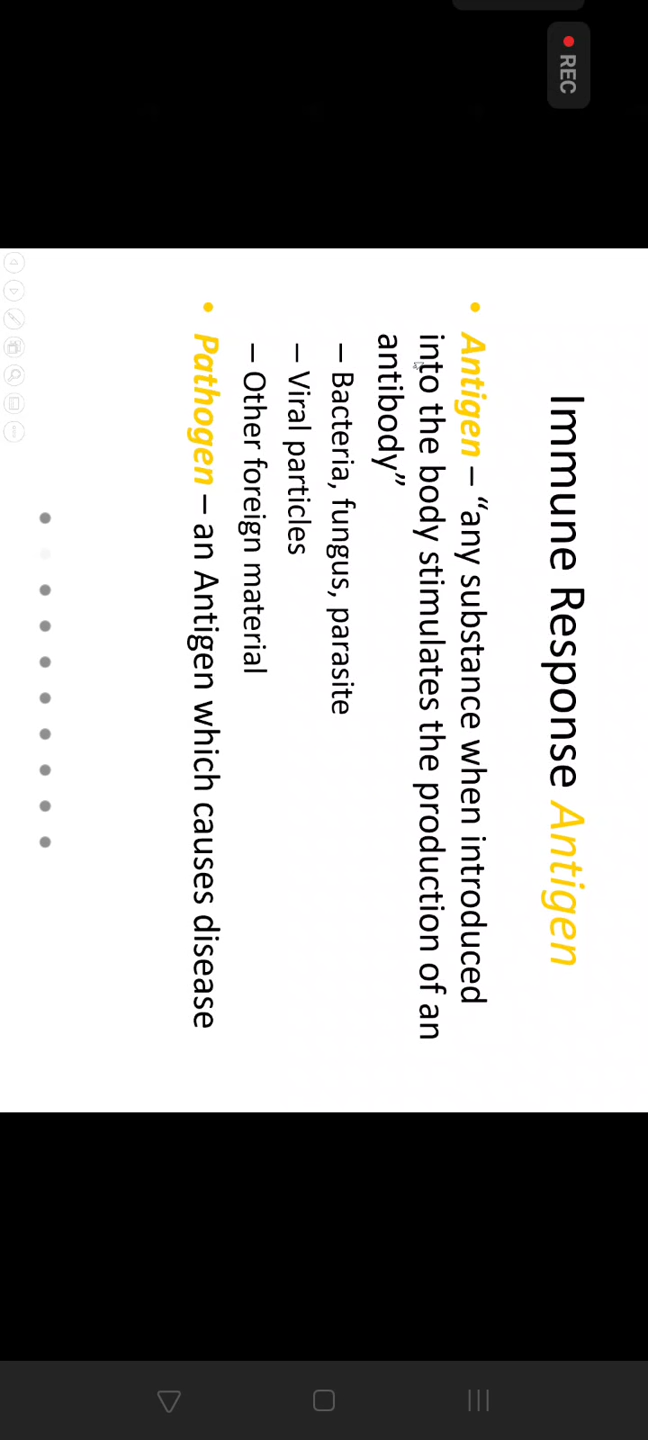 REC
Immune Response Antigen
• Antigen – “any substance when introduced
into the body stimulates the production of an
antibody”
– Bacteria, fungus, parasite
– Viral particles
– Other foreign material
• Pathogen – an Antigen which causes disease